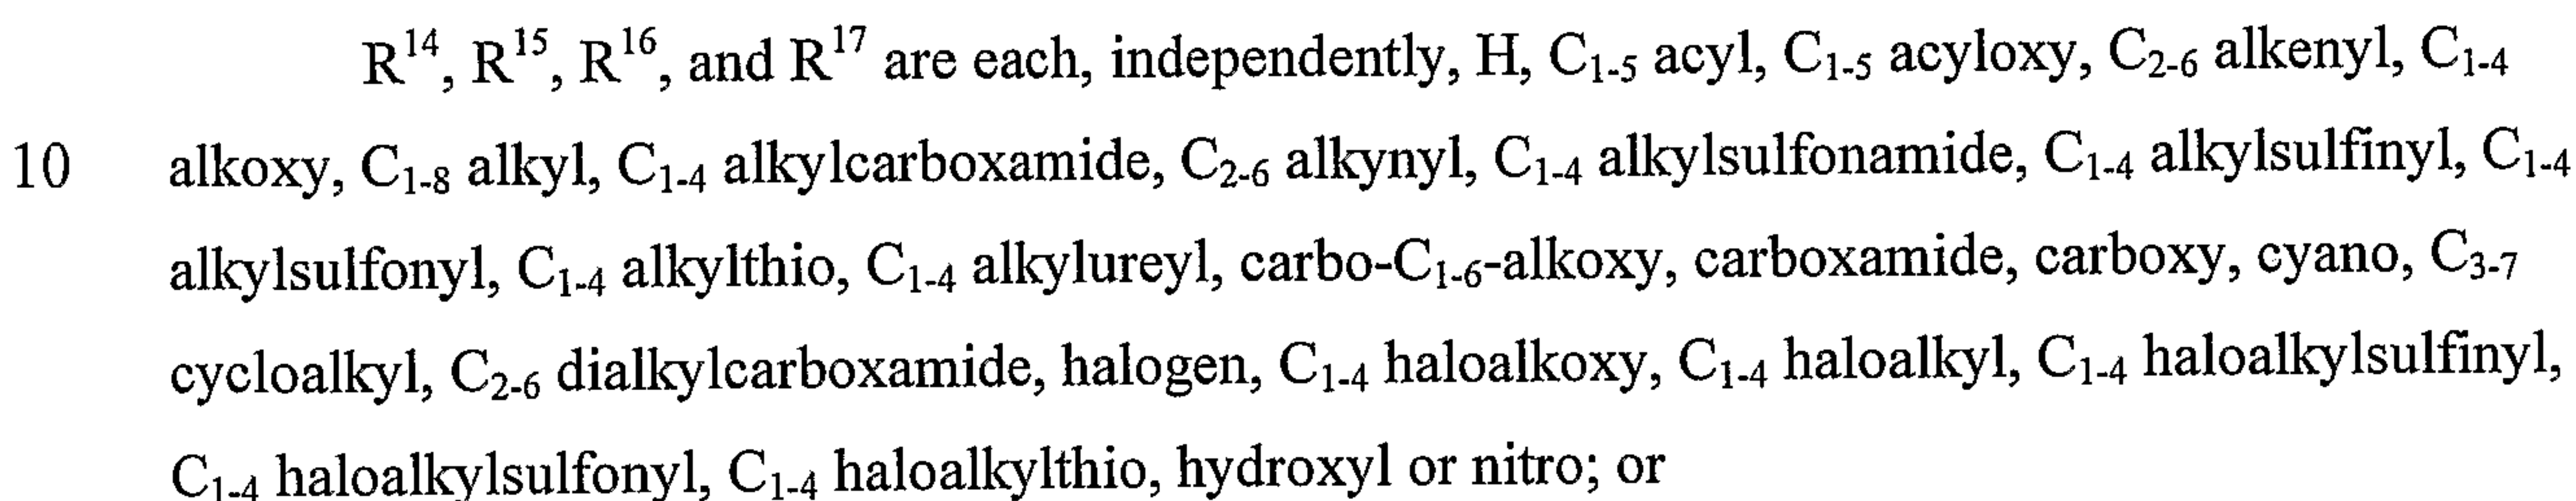 R¹⁴, R¹⁵, R¹⁶, and R¹⁷ are each, independently, H, C₁₋₅ acyl, C₁₋₅ acyloxy, C₂₋₆ alkenyl, C₁₋₄
10 alkoxy, C₁₋₈ alkyl, C₁₋₄ alkylcarboxamide, C₂₋₆ alkynyl, C₁₋₄ alkylsulfonamide, C₁₋₄ alkylsulfinyl, C₁₋₄
alkylsulfonyl, C₁₋₄ alkylthio, C₁₋₄ alkylureyl, carbo-C₁₋₆-alkoxy, carboxamide, carboxy, cyano, C₃₋₇
cycloalkyl, C₂₋₆ dialkylcarboxamide, halogen, C₁₋₄ haloalkoxy, C₁₋₄ haloalkyl, C₁₋₄ haloalkylsulfinyl,
C₁₋₄ haloalkylsulfonyl, C₁₋₄ haloalkylthio, hydroxyl or nitro; or